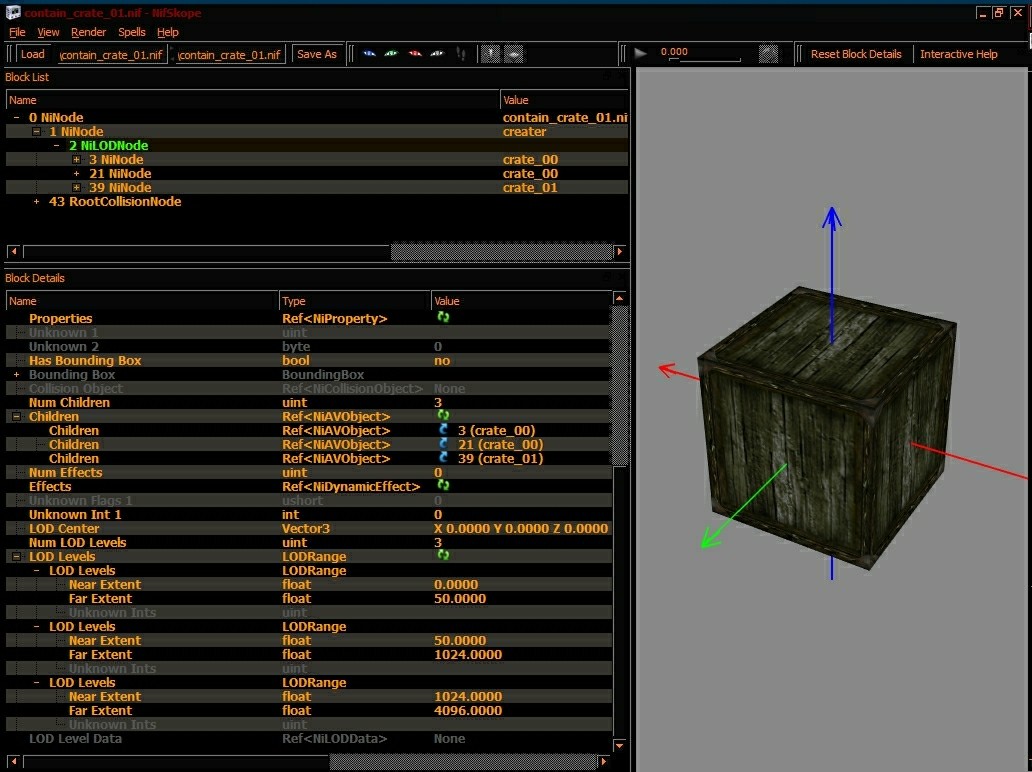 contain_crate_01.nif - NifSkope
File View Render Spells Help
Load \contain_crate_01.nif \contain_crate_01.nif Save As 0.000 Reset Block Details Interactive Help
Block List
Name Value
0 NiNode contain_crate_01.ni
1 NiNode creater
2 NiLODNode
3 NiNode crate_00
21 NiNode crate_00
39 NiNode crate_01
43 RootCollisionNode
Block Details
Name Type Value
Properties Ref<NiProperty>
Unknown 1 uint
Unknown 2 byte 0
Has Bounding Box bool no
Bounding Box BoundingBox
Collision Object Ref<NiCollisionObject> None
Num Children uint 3
Children Ref<NiAVObject>
Children Ref<NiAVObject> 3 (crate_00)
Children Ref<NiAVObject> 21 (crate_00)
Children Ref<NiAVObject> 39 (crate_01)
Num Effects uint 0
Effects Ref<NiDynamicEffect>
Unknown Flags 1 ushort 0
Unknown Int 1 int 0
LOD Center Vector3 X 0.0000 Y 0.0000 Z 0.0000
Num LOD Levels uint 3
LOD Levels LODRange
LOD Levels LODRange
Near Extent float 0.0000
Far Extent float 50.0000
Unknown Ints uint
LOD Levels LODRange
Near Extent float 50.0000
Far Extent float 1024.0000
Unknown Ints uint
LOD Levels LODRange
Near Extent float 1024.0000
Far Extent float 4096.0000
Unknown Ints uint
LOD Level Data Ref<NiLODData> None